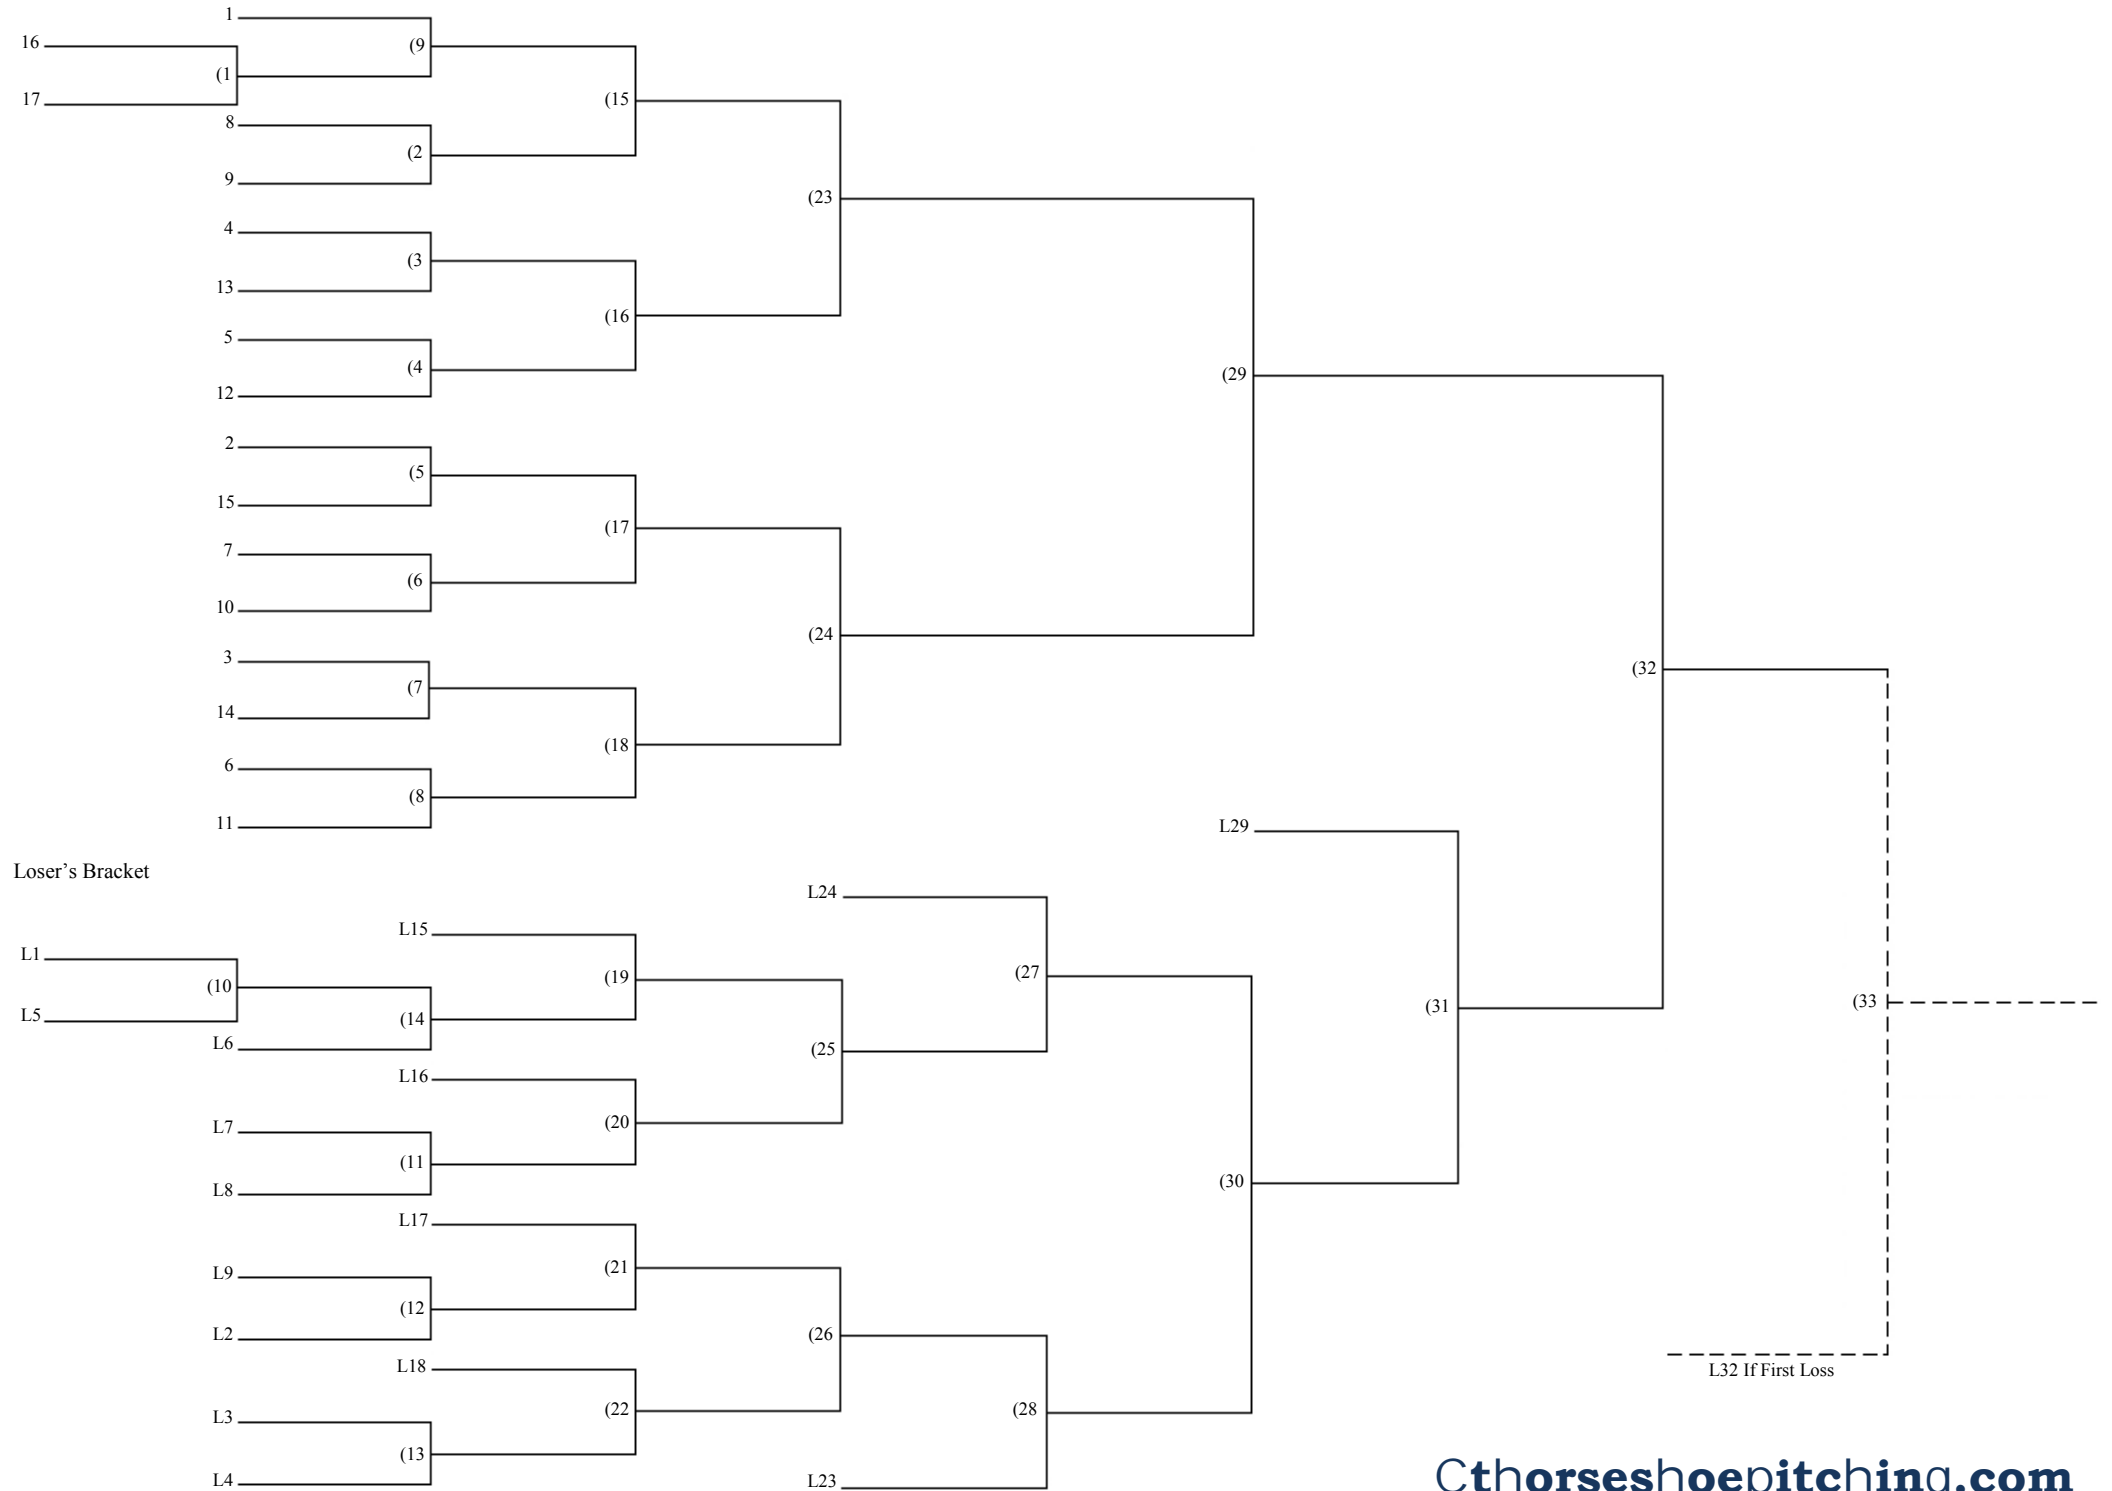 1
16
(9
(1
17
(15
8
(2
9
(23
4
(3
13
(16
5
(4
12
(29
2
(5
15
(17
7
(6
10
(24
3
(32
(7
14
(18
6
(8
11
L29
Loser’s Bracket
L24
L15
L1
(19
(27
(10
(33
L5
(14
(31
L6
(25
L16
(20
L7
(11
(30
L8
L17
L9
(21
(12
L2
(26
L18
L32 If First Loss
L3
(22
(28
(13
L4
L23
Cthorseshoepitching.com